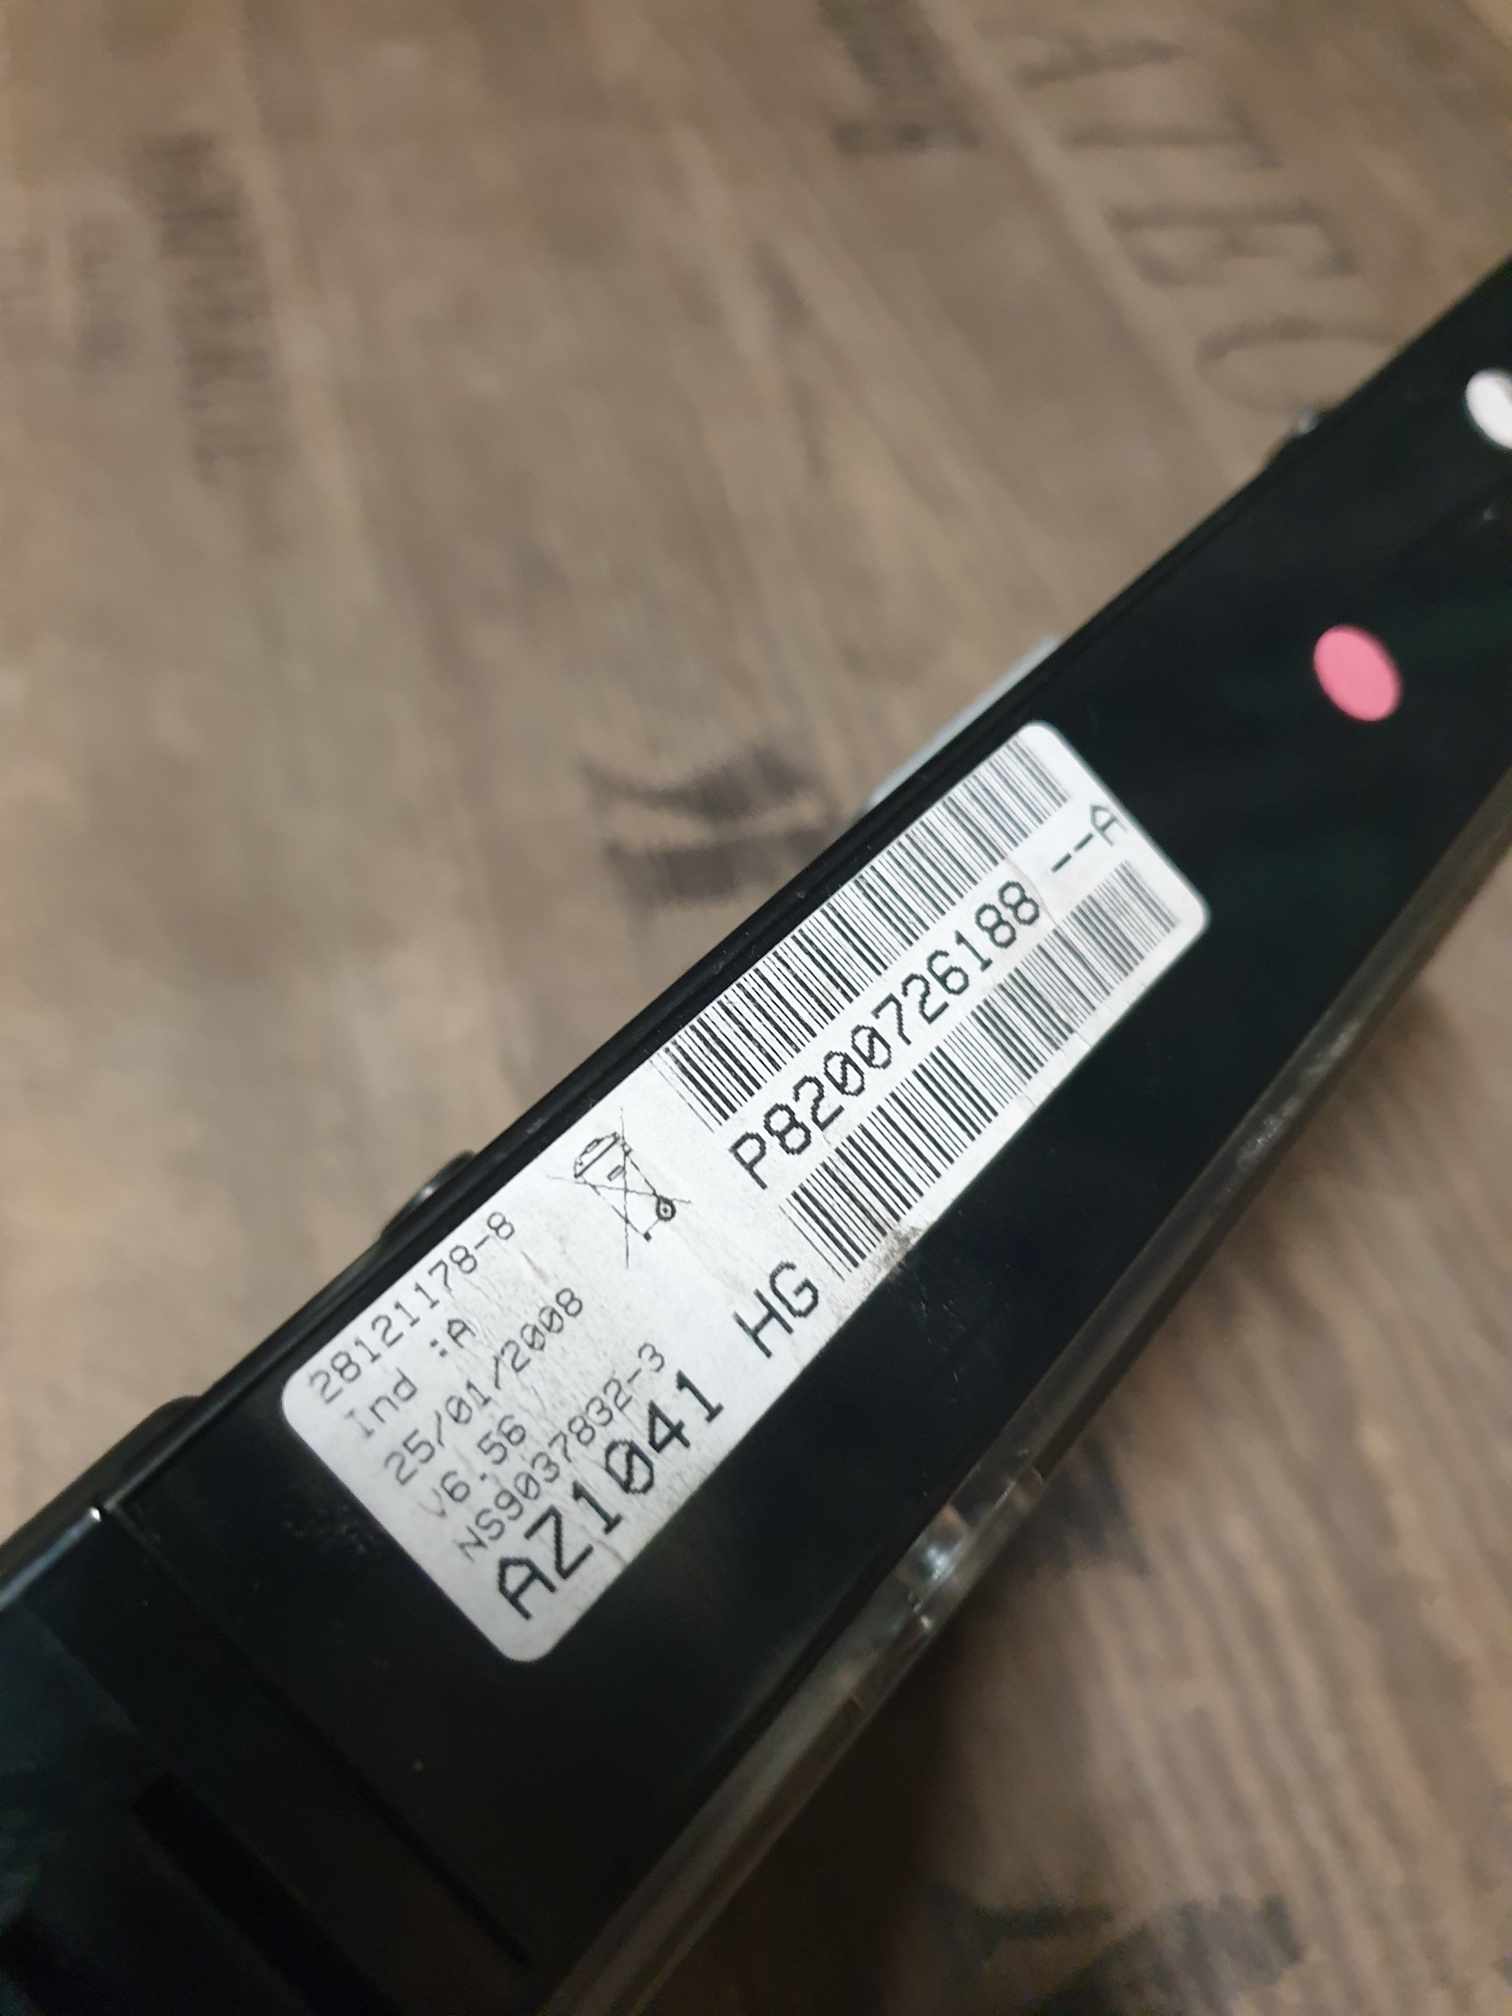 28121178-8
Ind :A
25/01/2008
v6.56
NS9037832-3
AZ1041
P8200726188 --A
HG